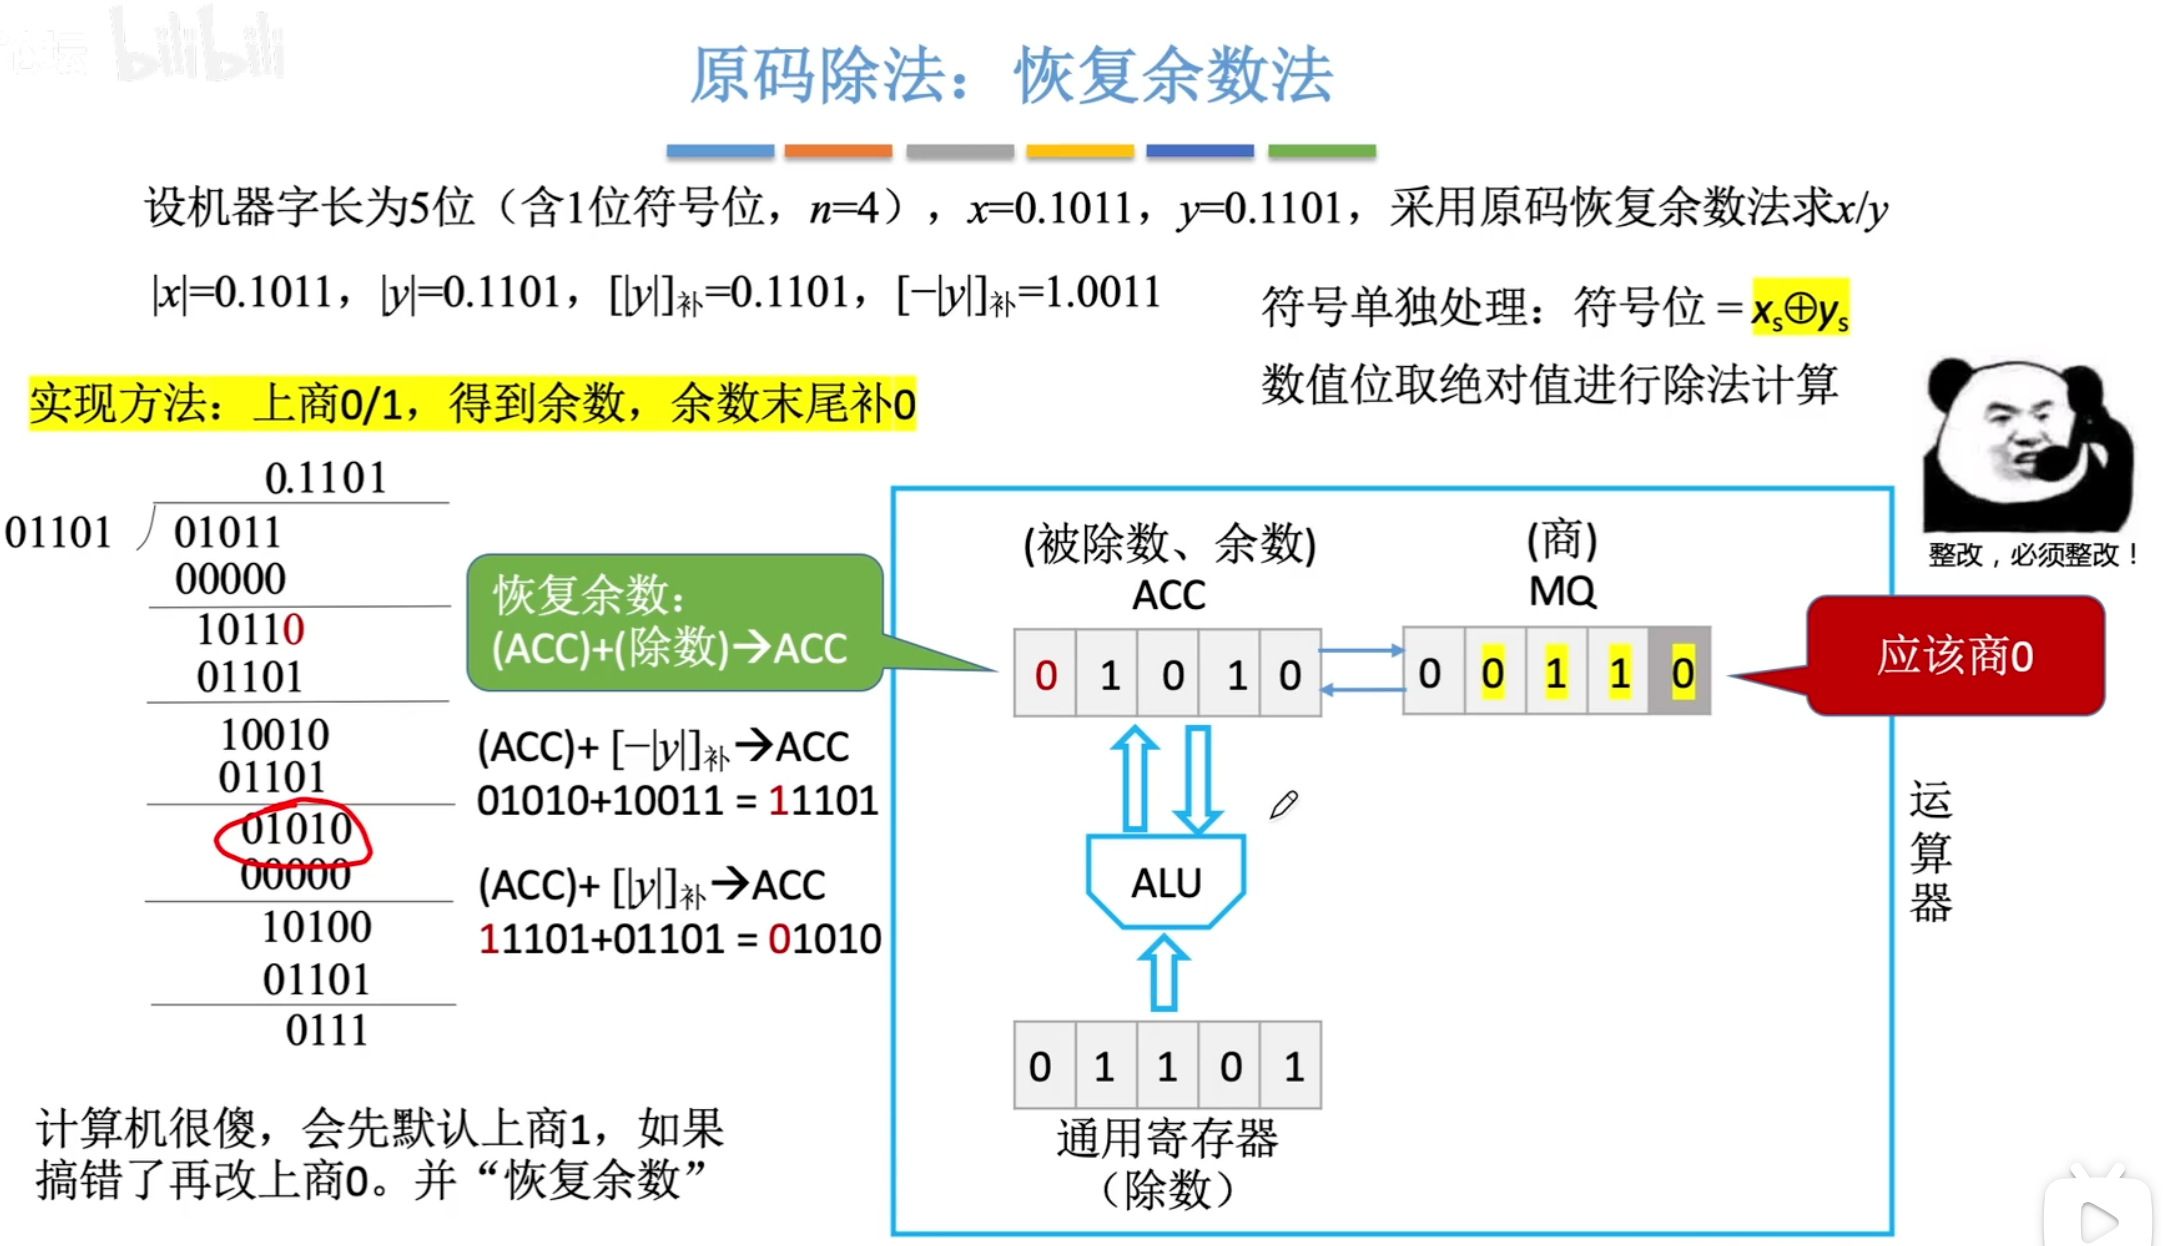 bilibili
原码除法：恢复余数法
设机器字长为5位（含1位符号位，n=4），x=0.1011，y=0.1101，采用原码恢复余数法求x/y
|x|=0.1011，|y|=0.1101，[|y|]补=0.1101，[−|y|]补=1.0011
符号单独处理：符号位 = xs⊕ys
数值位取绝对值进行除法计算
实现方法：上商0/1，得到余数，余数末尾补0
整改，必须整改！
0.1101
01101
01011
00000
10110
01101
10010
01101
01010
00000
10100
01101
0111
恢复余数：
(ACC)+(除数)→ACC
(ACC)+ [−|y|]补→ACC
01010+10011 = 11101
(ACC)+ [|y|]补→ACC
11101+01101 = 01010
(被除数、余数)
ACC
0 1 0 1 0
(商)
MQ
0 0 1 1 0
应该商0
ALU
0 1 1 0 1
通用寄存器
（除数）
运算器
计算机很傻，会先默认上商1，如果
搞错了再改上商0。并“恢复余数”